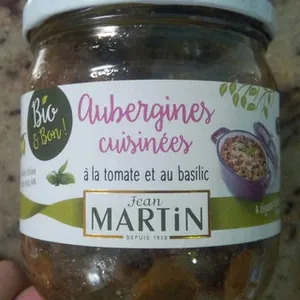 Bio
& Bon !
Aubergines
cuisinées
à la tomate et au basilic
Jean
MARTiN
DEPUIS 1920